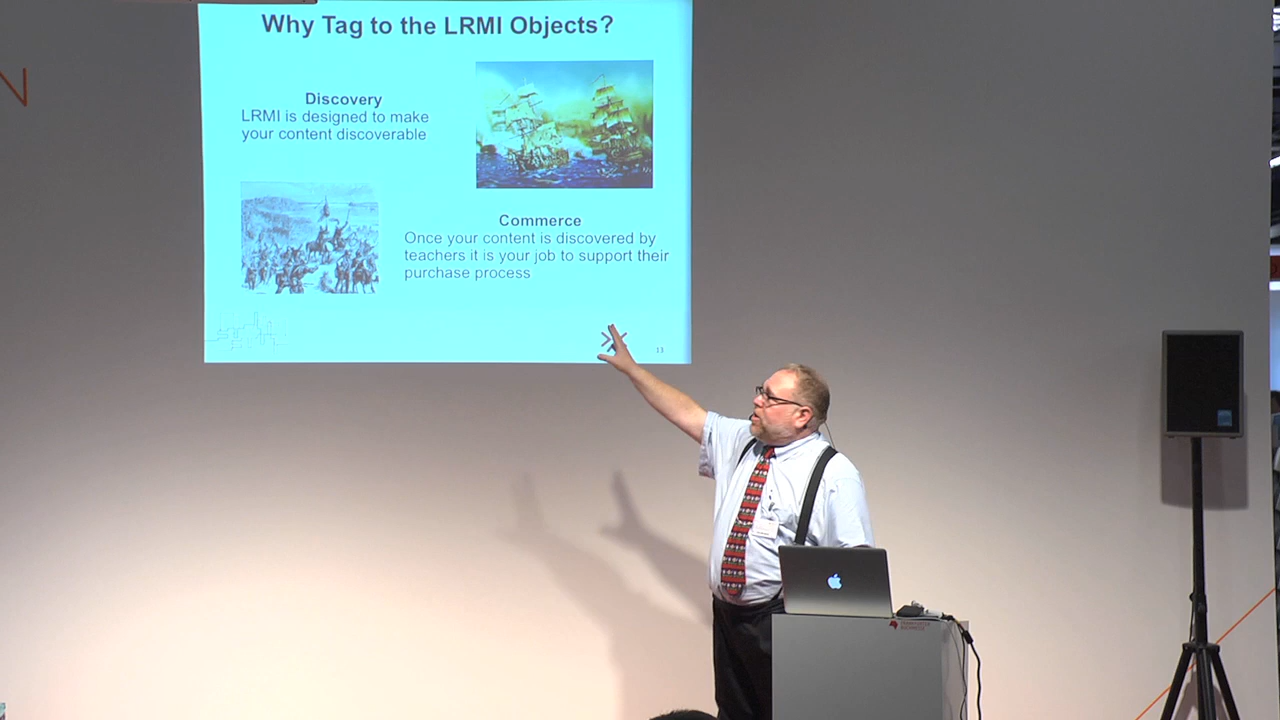 Why Tag to the LRMI Objects?
Discovery
LRMI is designed to make
your content discoverable
Commerce
Once your content is discovered by
teachers it is your job to support their
purchase process
13
N